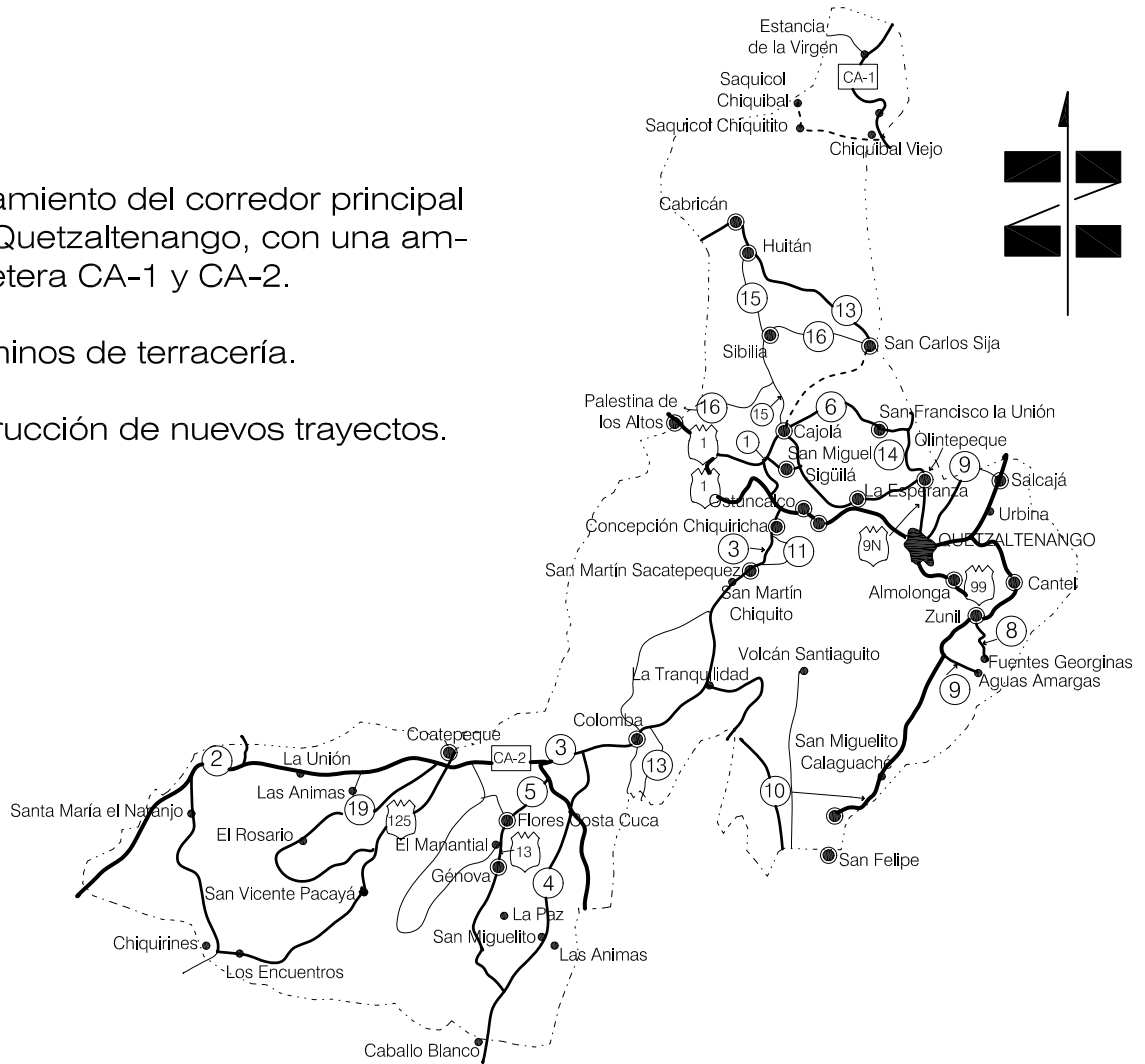 amiento del corredor principal
Quetzaltenango, con una am-
etera CA-1 y CA-2.
ninos de terracería.
rucción de nuevos trayectos.
Estancia
de la Virgen
CA-1
Saquicol
Chiquibal
Saquicol Chiquitito
Chiquibal Viejo
Cabricán
Huitán
15
13
16
Sibilia
San Carlos Sija
Palestina de
los Altos
16
15
6
San Francisco la Unión
1
1
Cajolá
14
Olintepeque
San Miguel
Sigüilá
9
1
Salcajá
La Esperanza
Ostuncalco
Urbina
Concepción Chiquiricha
9N
QUETZALTENANGO
3
11
San Martín Sacatepequez
San Martín
Chiquito
Almolonga
99
Cantel
Zunil
8
Volcán Santiaguito
Fuentes Georginas
La Tranquilidad
9
Aguas Amargas
Colomba
Coatepeque
CA-2
3
13
San Miguelito
Calaguaché
2
La Unión
Las Animas
19
5
10
Santa María el Naranjo
125
Flores Costa Cuca
El Rosario
El Manantial
13
San Felipe
Génova
4
San Vicente Pacayá
La Paz
San Miguelito
Chiquirines
Las Animas
Los Encuentros
Caballo Blanco